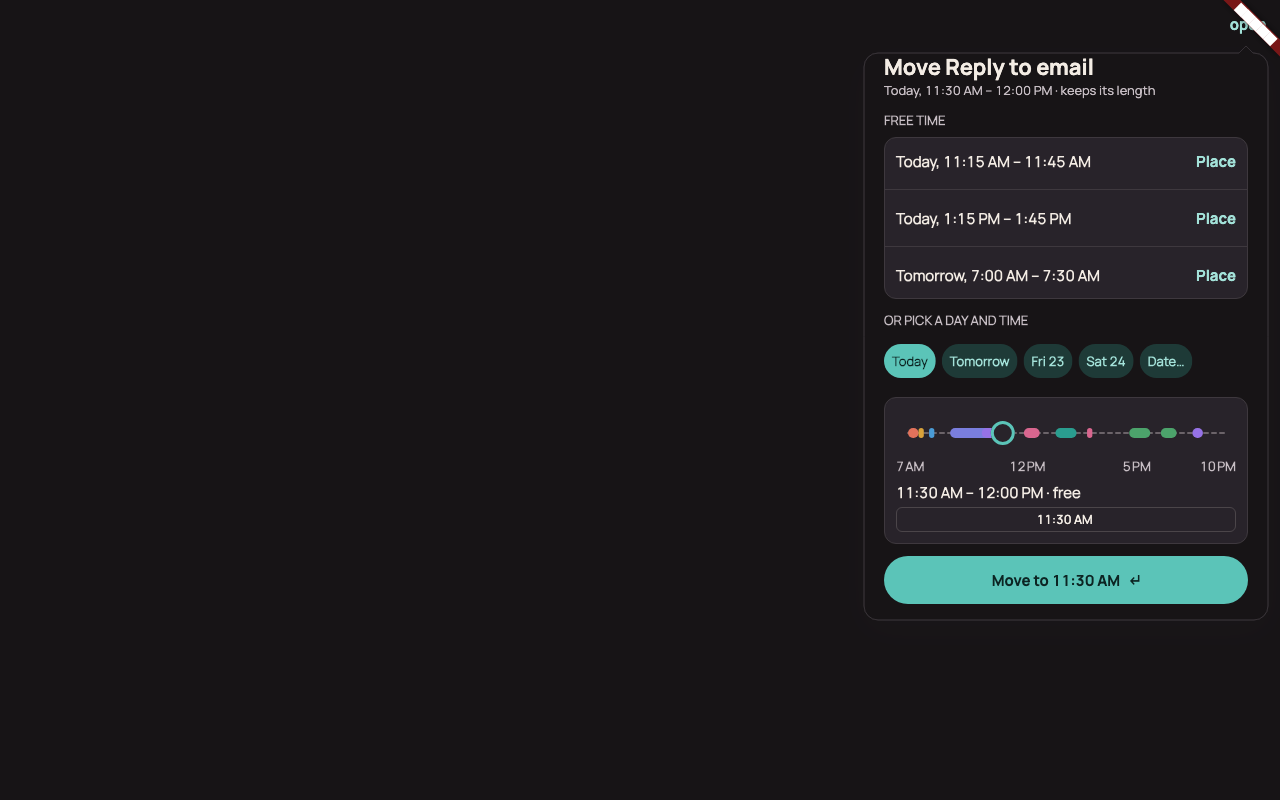 Move Reply to email
Today, 11:30 AM – 12:00 PM · keeps its length
FREE TIME
Today, 11:15 AM – 11:45 AM Place
Today, 1:15 PM – 1:45 PM Place
Tomorrow, 7:00 AM – 7:30 AM Place
OR PICK A DAY AND TIME
Today Tomorrow Fri 23 Sat 24 Date...
7 AM 12 PM 5 PM 10 PM
11:30 AM – 12:00 PM · free
11:30 AM
Move to 11:30 AM ↵